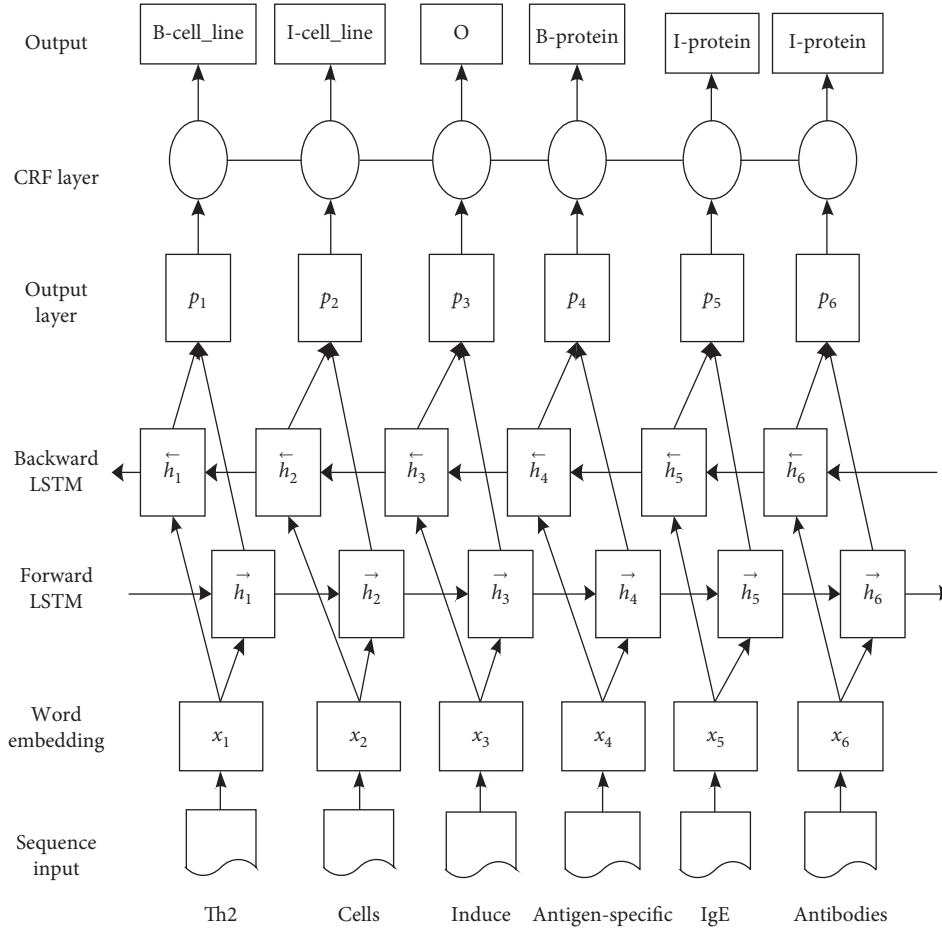 Output B-cell_line I-cell_line O B-protein I-protein I-protein
CRF layer
Output
layer
p1 p2 p3 p4 p5 p6
Backward
LSTM
←h1 ←h2 ←h3 ←h4 ←h5 ←h6
Forward
LSTM
→h1 →h2 →h3 →h4 →h5 →h6
Word
embedding
x1 x2 x3 x4 x5 x6
Sequence
input
Th2 Cells Induce Antigen-specific IgE Antibodies